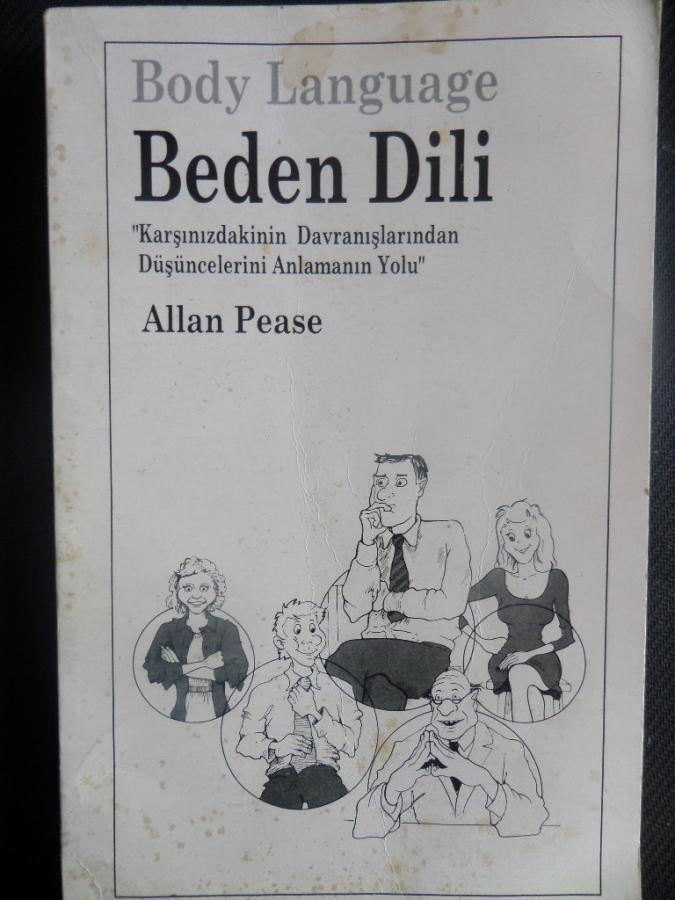 Body Language
Beden Dili
"Karşınızdakinin Davranışlarından
Düşüncelerini Anlamanın Yolu"
Allan Pease